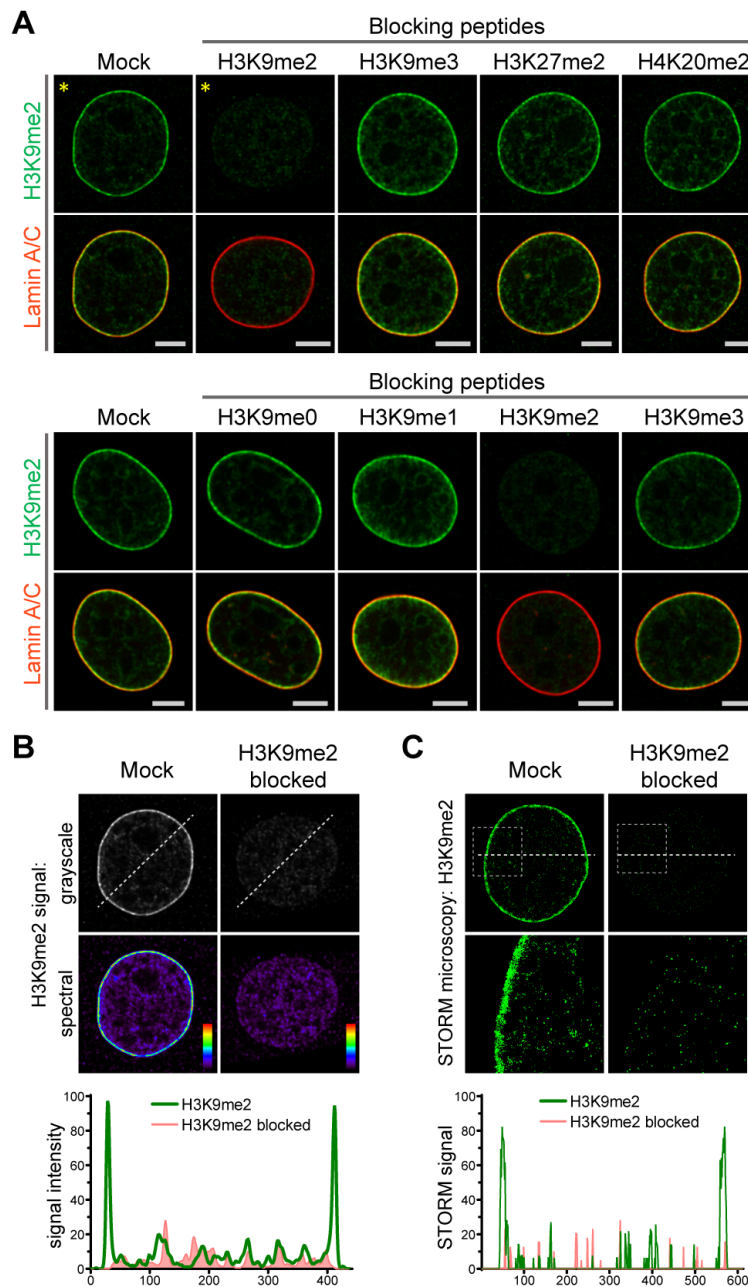 A
Blocking peptides
Mock H3K9me2 H3K9me3 H3K27me2 H4K20me2
* *
H3K9me2
Lamin A/C
Blocking peptides
Mock H3K9me0 H3K9me1 H3K9me2 H3K9me3
H3K9me2
Lamin A/C
B
Mock H3K9me2
blocked
H3K9me2 signal:
grayscale
spectral
100
80
60
40
20
0
signal intensity
H3K9me2
H3K9me2 blocked
0 100 200 300 400
C
Mock H3K9me2
blocked
STORM microscopy: H3K9me2
100
80
60
40
20
0
STORM signal
H3K9me2
H3K9me2 blocked
0 100 200 300 400 500 600